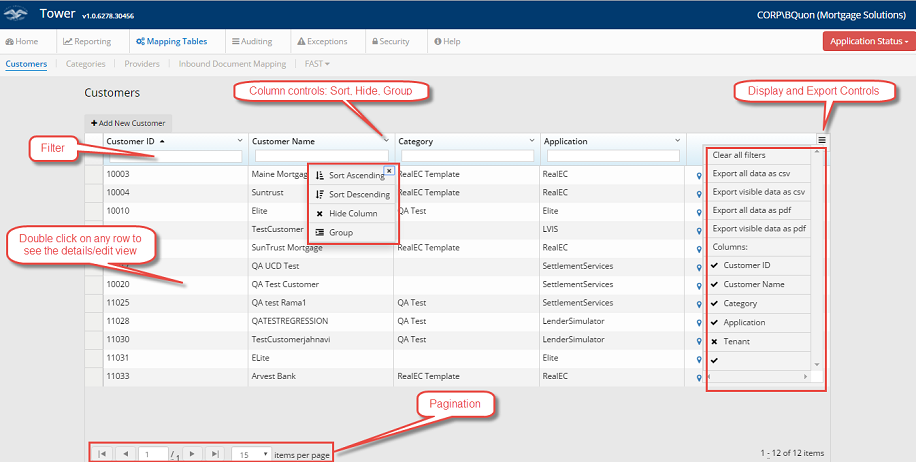 Tower v1.0.6278.30456
CORP\BQuon (Mortgage Solutions)
Home Reporting Mapping Tables Auditing Exceptions Security Help Application Status
Customers Categories Providers Inbound Document Mapping FAST
Customers
Column controls: Sort, Hide, Group
Display and Export Controls
Add New Customer
Filter
Customer ID Customer Name Category Application
10003 Maine Mortgag RealEC Template RealEC
10004 Suntrust RealEC Template RealEC
10010 Elite QA Test Elite
TestCustomer LVIS
SunTrust Mortgage RealEC Template RealEC
QA UCD Test SettlementServices
10020 QA Test Customer SettlementServices
11025 QA test Rama1 QA Test SettlementServices
11028 QATESTREGRESSION QA Test LenderSimulator
11030 TestCustomerjahnavi QA Test LenderSimulator
11031 ELite Elite
11033 Arvest Bank RealEC Template RealEC
Sort Ascending
Sort Descending
Hide Column
Group
Double click on any row to
see the details/edit view
Clear all filters
Export all data as csv
Export visible data as csv
Export all data as pdf
Export visible data as pdf
Columns:
Customer ID
Customer Name
Category
Application
Tenant
Pagination
1 / 1 15 items per page
1 - 12 of 12 items